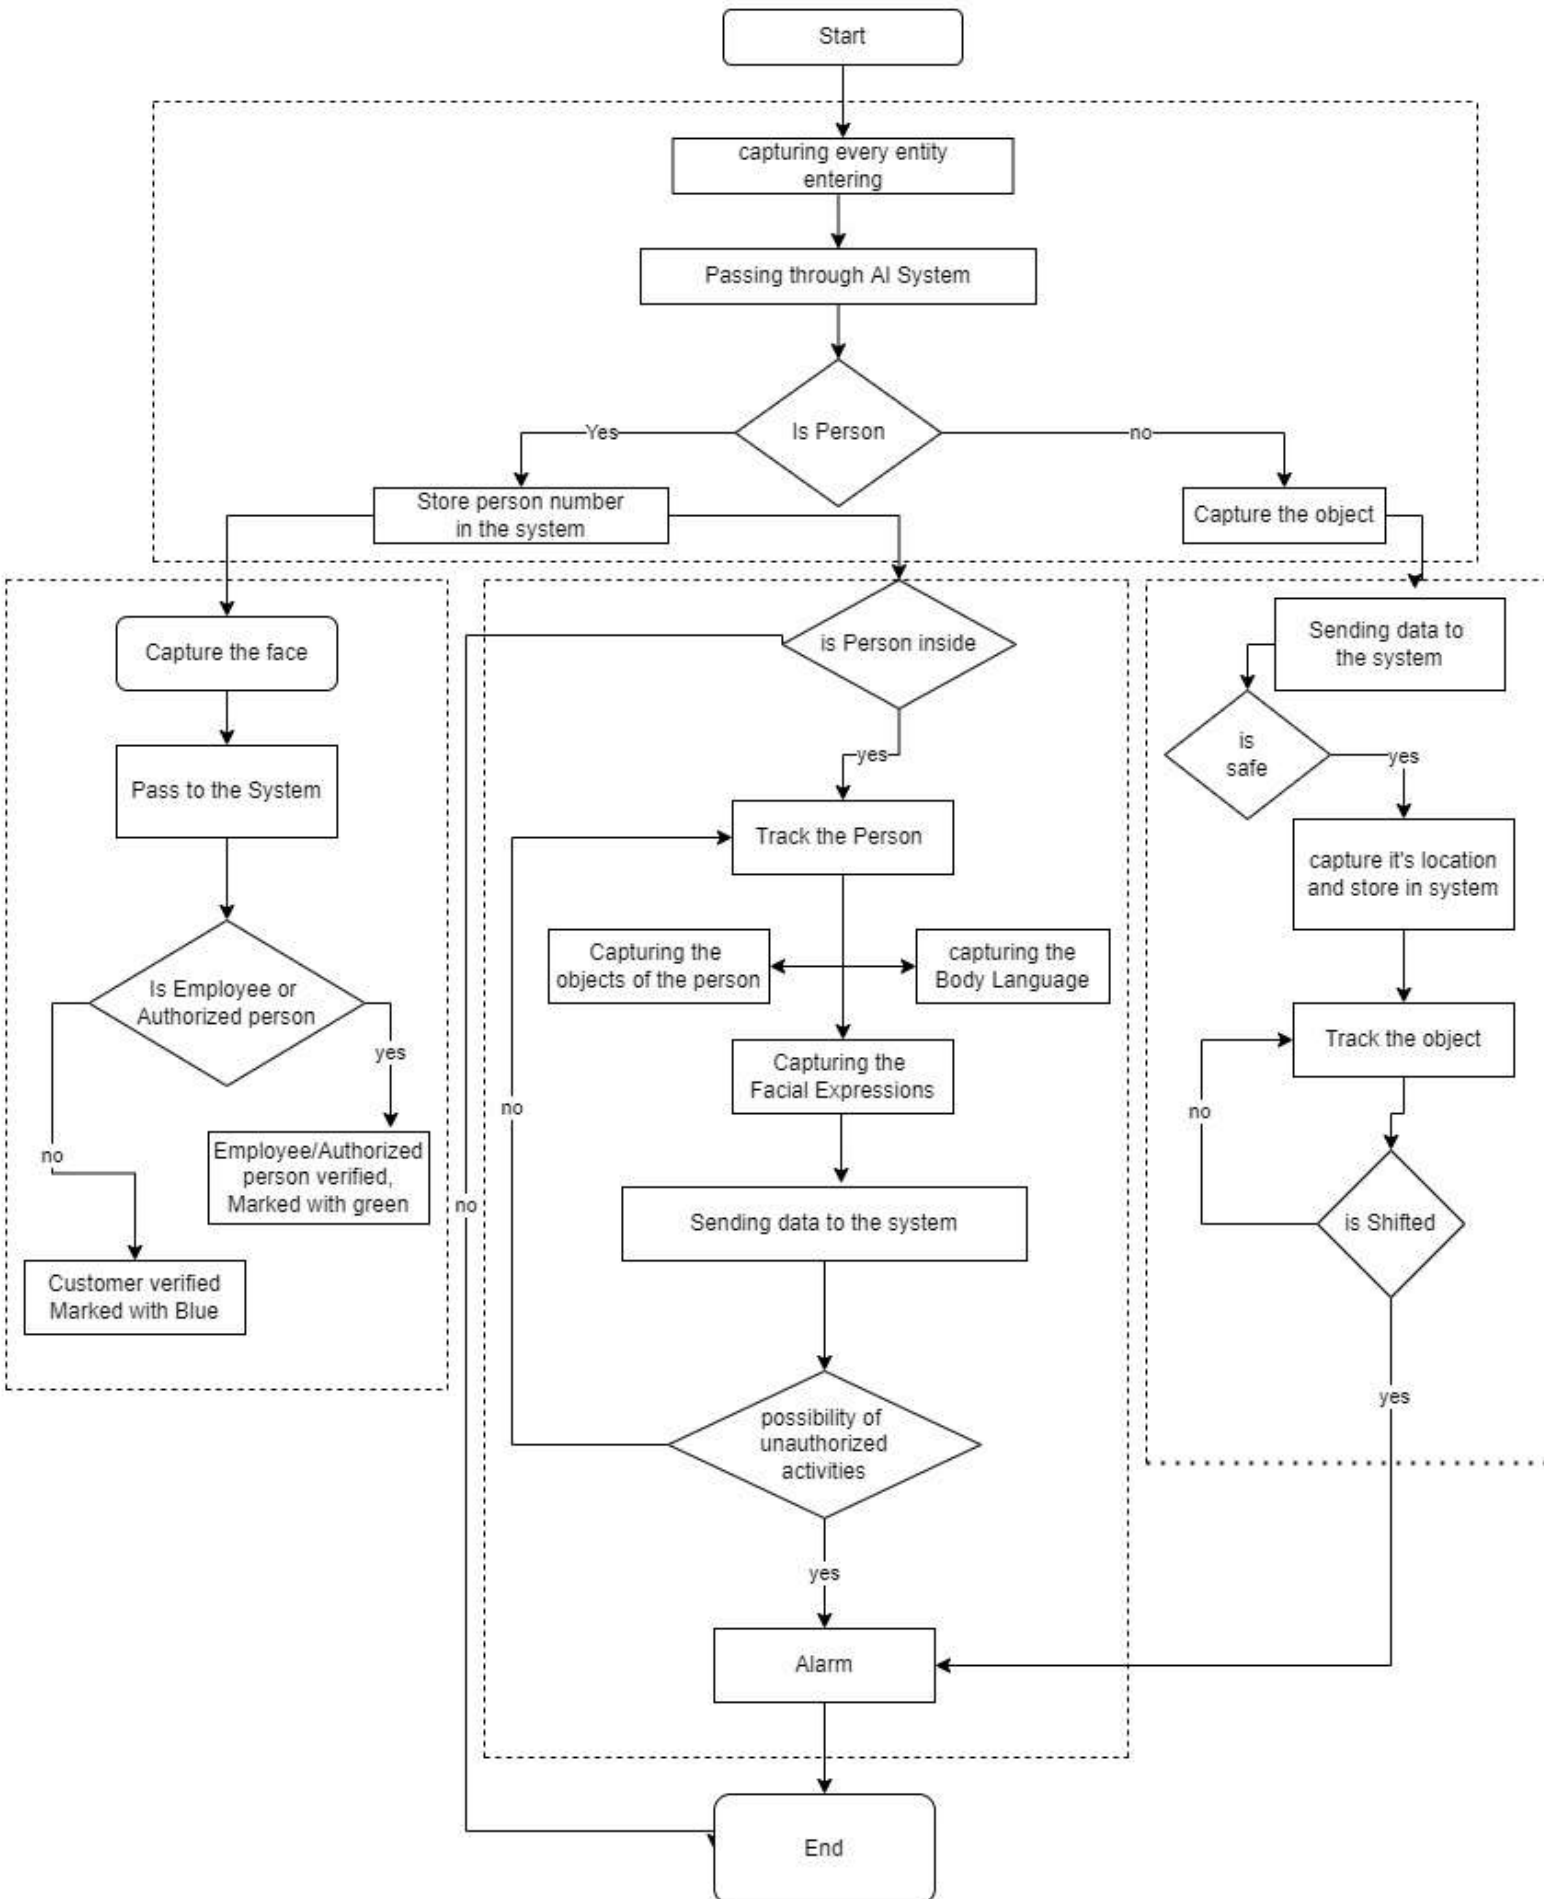 Start
capturing every entity
entering
Passing through AI System
Is Person
Yes
no
Store person number
in the system
Capture the object
Capture the face
Pass to the System
Is Employee or
Authorized person
yes
no
Employee/Authorized
person verified,
Marked with green
Customer verified
Marked with Blue
is Person inside
yes
no
Track the Person
Capturing the
objects of the person
capturing the
Body Language
Capturing the
Facial Expressions
Sending data to the system
possibility of
unauthorized
activities
no
yes
Alarm
End
Sending data to
the system
is
safe
yes
capture it's location
and store in system
Track the object
no
is Shifted
yes